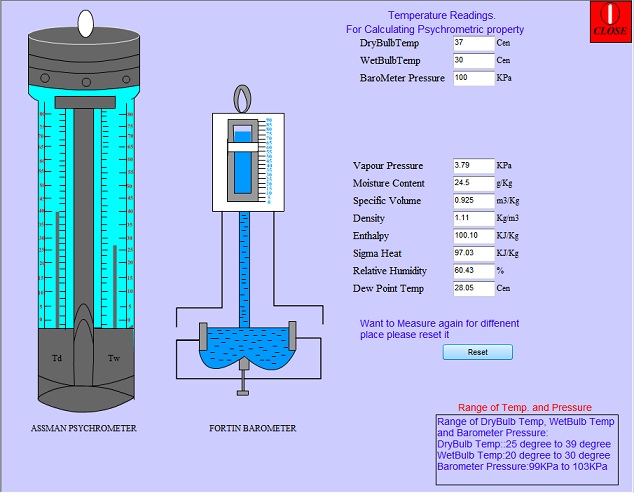 Temperature Readings.
For Calculating Psychrometric property
CLOSE
DryBulbTemp 37 Cen
WetBulbTemp 30 Cen
BaroMeter Pressure 100 KPa
Vapour Pressure 3.79 KPa
Moisture Content 24.5 g/Kg
Specific Volume 0.925 m3/Kg
Density 1.11 Kg/m3
Enthalpy 100.10 KJ/Kg
Sigma Heat 97.03 KJ/Kg
Relative Humidity 60.43 %
Dew Point Temp 28.05 Cen
Want to Measure again for diffenent
place please reset it
Reset
Td Tw
ASSMAN PSYCHROMETER
FORTIN BAROMETER
Range of Temp. and Pressure
Range of DryBulb Temp, WetBulb Temp
and Barometer Pressure:
DryBulb Temp::25 degree to 39 degree
WetBulb Temp:20 degree to 30 degree
Barometer Pressure:99KPa to 103KPa